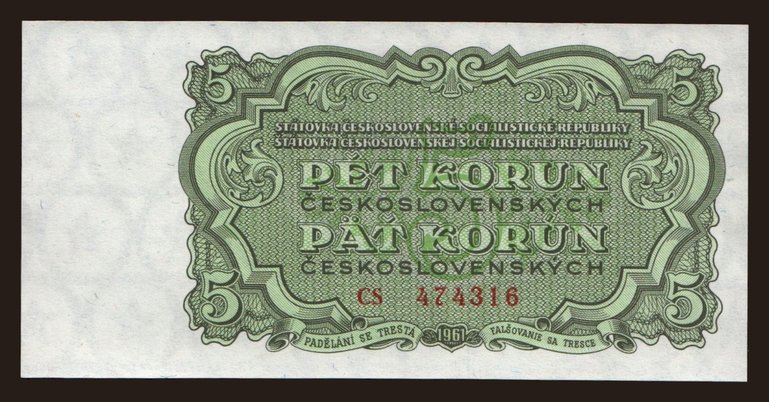 5 5
STÁTOVKA ČESKOSLOVENSKÉ SOCIALISTICKÉ REPUBLIKY
ŠTÁTOVKA ČESKOSLOVENSKEJ SOCIALISTICKEJ REPUBLIKY
PĚT KORUN
ČESKOSLOVENSKÝCH
PÄŤ KORÚN
ČESKOSLOVENSKÝCH
5 CS 474316 5
PADĚLÁNÍ SE TRESTÁ 1961 FALŠOVANIE SA TRESCE